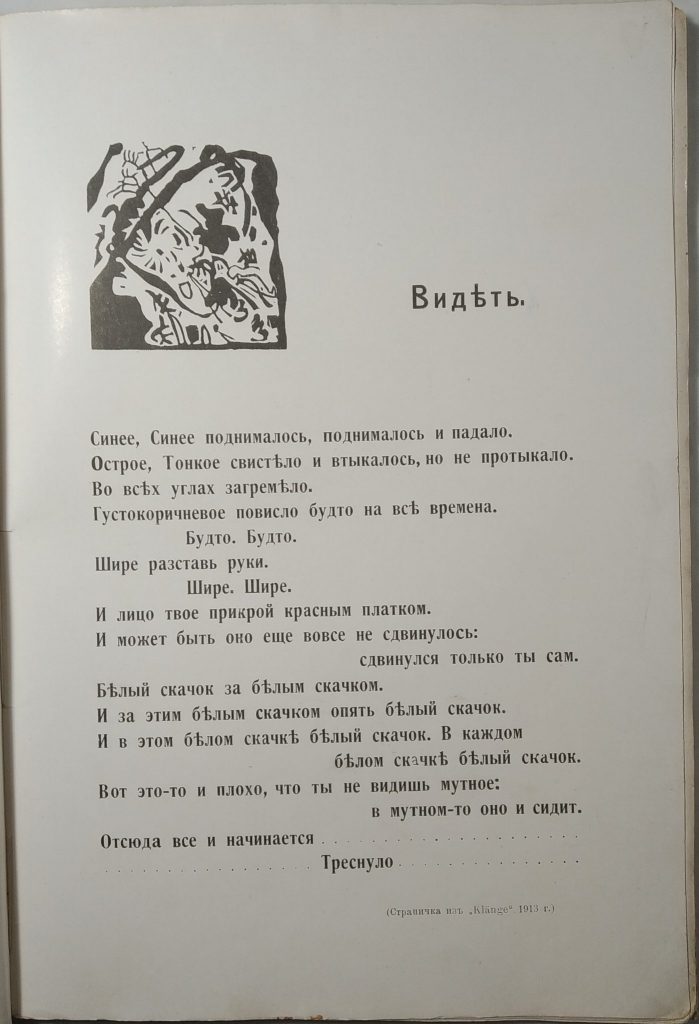 Видѣть.
Синее, Синее поднималось, поднималось и падало.
Острое, Тонкое свистѣло и втыкалось, но не протыкало.
Во всѣх углах загремѣло.
Густокоричневое повисло будто на всѣ времена.
Будто. Будто.
Шире разставь руки.
Шире. Шире.
И лицо твое прикрой красным платком.
И может быть оно еще вовсе не сдвинулось:
сдвинулся только ты сам.
Бѣлый скачок за бѣлым скачком.
И за этим бѣлым скачком опять бѣлый скачок.
И в этом бѣлом скачкѣ бѣлый скачок. В каждом
бѣлом скачкѣ бѣлый скачок.
Вот это-то и плохо, что ты не видишь мутное:
в мутном-то оно и сидит.
Отсюда все и начинается . . . . . . . . . . . . . . . . . . . .
. . . . . . . . . . . . . . . . Треснуло . . . . . . . . . . . . . .
(Страничка изъ „Klänge“ 1913 г.)